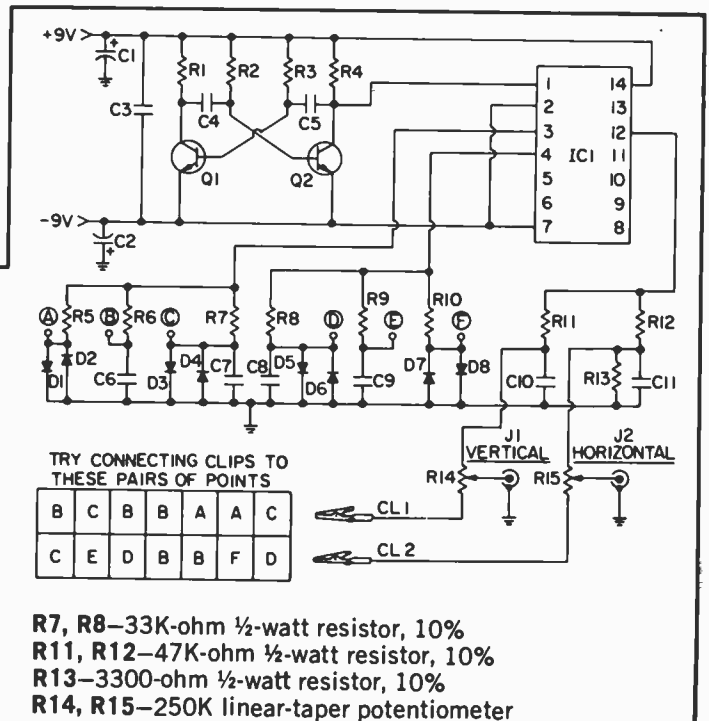 +9V
C1
R1
R2
R3
R4
C3
C4
C5
Q1
Q2
-9V
C2
1 14
2 13
3 12
4 11
5 10
6 9
7 8
IC1
A
R5
B
R6
C
R7
R8
D
R9
E
R10
F
R11
R12
D1
D2
C6
D3
D4
C7
C8
D5
D6
C9
D7
D8
C10
R13
C11
TRY CONNECTING CLIPS TO
THESE PAIRS OF POINTS
B C B B A A C
C E D B B F D
J1
VERTICAL
J2
HORIZONTAL
R14
R15
CL1
CL2
R7, R8—33K-ohm ½-watt resistor, 10%
R11, R12—47K-ohm ½-watt resistor, 10%
R13—3300-ohm ½-watt resistor, 10%
R14, R15—250K linear-taper potentiometer